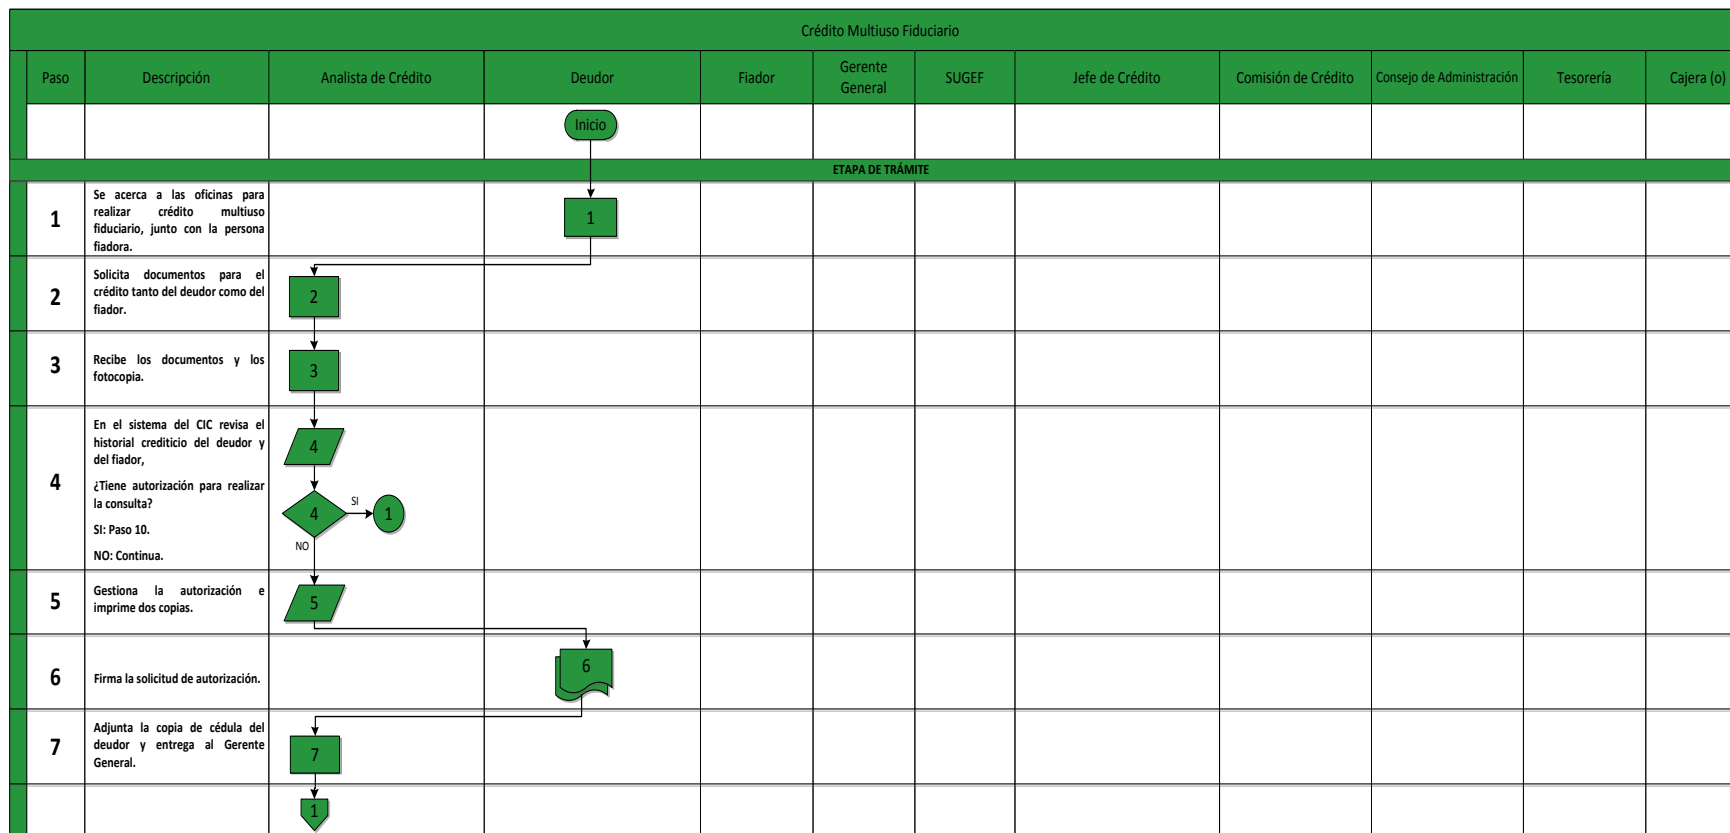 Crédito Multiuso Fiduciario
Paso
Descripción
Analista de Crédito
Deudor
Fiador
Gerente
General
SUGEF
Jefe de Crédito
Comisión de Crédito
Consejo de Administración
Tesorería
Cajera (o)
Inicio
ETAPA DE TRÁMITE
1
Se acerca a las oficinas para
realizar crédito multiuso
fiduciario, junto con la persona
fiadora.
1
2
Solicita documentos para el
crédito tanto del deudor como del
fiador.
2
3
Recibe los documentos y los
fotocopia.
3
4
En el sistema del CIC revisa el
historial crediticio del deudor y
del fiador,
¿Tiene autorización para realizar
la consulta?
SI: Paso 10.
NO: Continua.
4
4
SI
1
NO
5
Gestiona la autorización e
imprime dos copias.
5
6
Firma la solicitud de autorización.
6
7
Adjunta la copia de cédula del
deudor y entrega al Gerente
General.
7
1